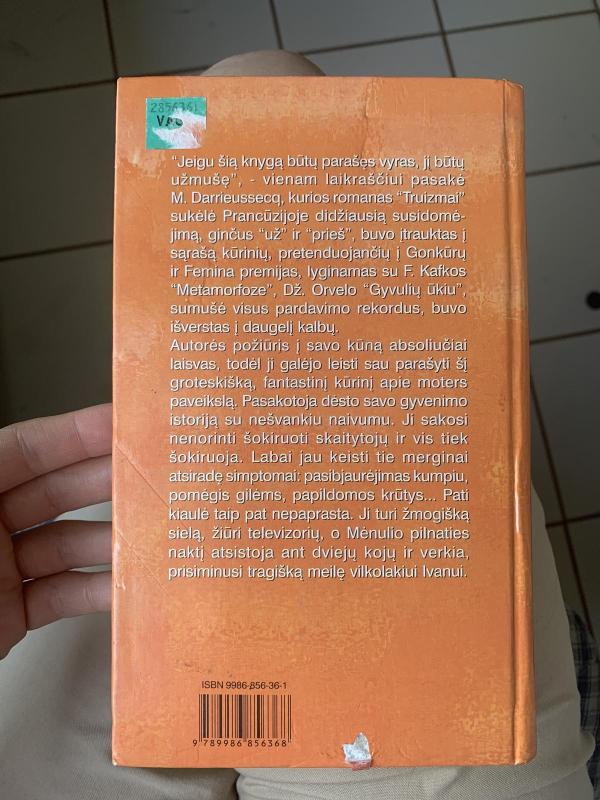 2856361
"Jeigu šią knygą būtų parašęs vyras, jį būtų
užmušę", - vienam laikraščiui pasakė
M. Darrieussecq, kurios romanas "Truizmai"
sukėlė Prancūzijoje didžiausią susidomė-
jimą, ginčus "už" ir "prieš", buvo įtrauktas į
sąrašą kūrinių, pretenduojančių į Gonkūrų
ir Femina premijas, lyginamas su F. Kafkos
"Metamorfoze", Dž. Orvelo "Gyvulių ūkiu",
sumušė visus pardavimo rekordus, buvo
išverstas į daugelį kalbų.
Autorės požiūris į savo kūną absoliučiai
laisvas, todėl ji galėjo leisti sau parašyti šį
groteskišką, fantastinį kūrinį apie moters
paveikslą. Pasakotoja dėsto savo gyvenimo
istoriją su nešvankiu naivumu. Ji sakosi
nenorinti šokiruoti skaitytojų ir vis tiek
šokiruoja. Labai jau keisti tie merginai
atsiradę simptomai: pasibjaurėjimas kumpiu,
pomėgis gilėms, papildomos krūtys... Pati
kiaulė taip pat nepaprasta. Ji turi žmogišką
sielą, žiūri televizorių, o Mėnulio pilnaties
naktį atsistoja ant dviejų kojų ir verkia,
prisiminusi tragišką meilę vilkolakiui Ivanui.
ISBN 9986-856-36-1
9 789986 856368